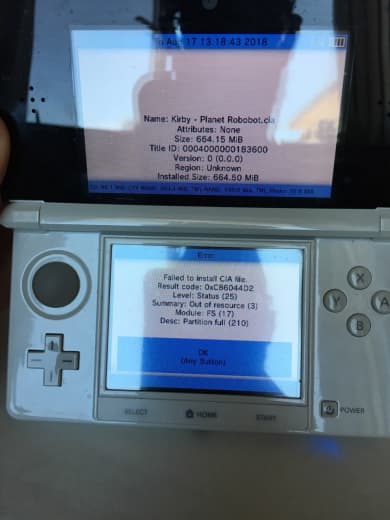 Aug 17 13:18:43 2018
Name: Kirby - Planet Robobot.cia
Attributes: None
Size: 664.15 MiB
Title ID: 0004000000183600
Version: 0 (0.0.0)
Region: Unknown
Installed Size: 664.50 MiB
Error
Failed to install CIA file.
Result code: 0xC86044D2
Level: Status (25)
Summary: Out of resource (3)
Module: FS (17)
Desc: Partition full (210)
OK
(Any Button)
X
Y
A
B
SELECT
HOME
START
POWER